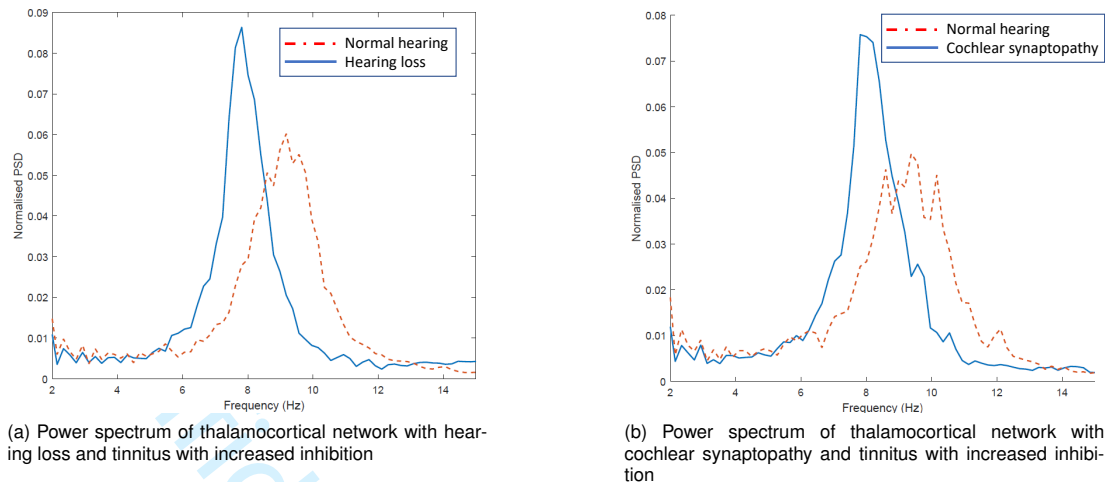 0.09
0.08
0.07
0.06
0.05
0.04
0.03
0.02
0.01
0
Normalised PSD
Normal hearing
Hearing loss
2 4 6 8 10 12 14
Frequency (Hz)
(a) Power spectrum of thalamocortical network with hear-
ing loss and tinnitus with increased inhibition
0.08
0.07
0.06
0.05
0.04
0.03
0.02
0.01
0
Normalised PSD
Normal hearing
Cochlear synaptopathy
2 4 6 8 10 12 14
Frequency (Hz)
(b) Power spectrum of thalamocortical network with
cochlear synaptopathy and tinnitus with increased inhibi-
tion